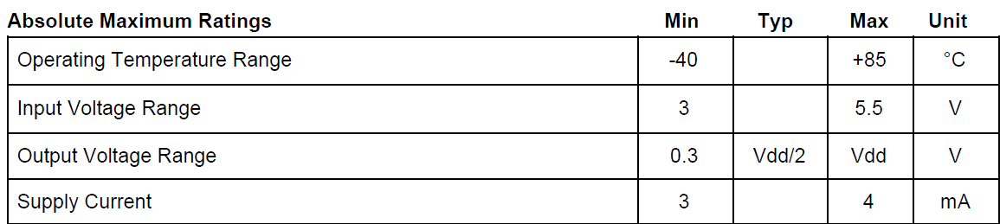 Absolute Maximum Ratings Min Typ Max Unit
Operating Temperature Range -40 +85 °C
Input Voltage Range 3 5.5 V
Output Voltage Range 0.3 Vdd/2 Vdd V
Supply Current 3 4 mA